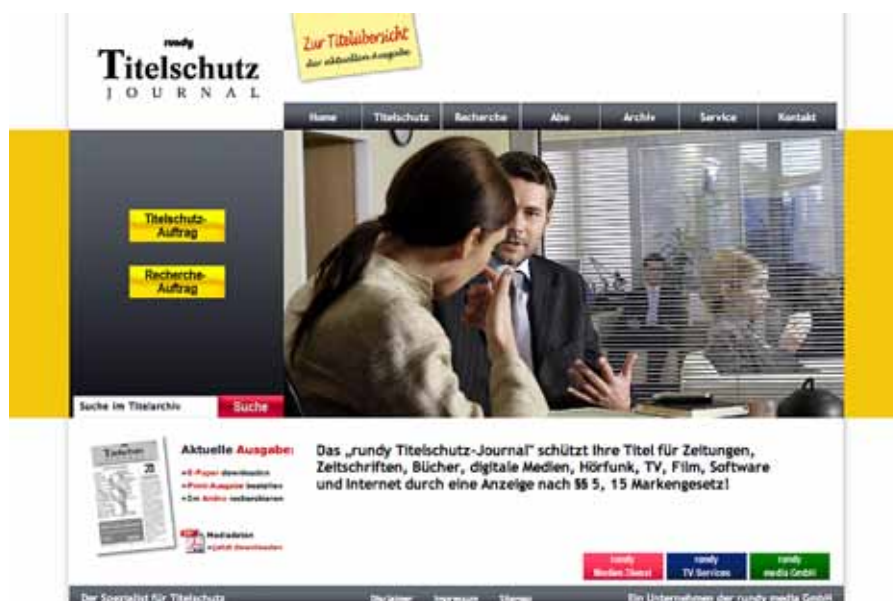 rundy
Titelschutz
JOURNAL
Zur Titelübersicht
der aktuellen Ausgabe
Home Titelschutz Recherche Abo Archiv Service Kontakt
Titelschutz-
Auftrag
Recherche-
Auftrag
Suche im Titelarchiv Suche
Aktuelle Ausgabe:
E-Paper downloaden
Print-Ausgabe bestellen
Im Archiv recherchieren
Mediadaten
jetzt downloaden
Das „rundy Titelschutz-Journal" schützt Ihre Titel für Zeitungen,
Zeitschriften, Bücher, digitale Medien, Hörfunk, TV, Film, Software
und Internet durch eine Anzeige nach §§ 5, 15 Markengesetz!
rundy
Medien Dienst
rundy
TV Services
rundy
media GmbH
Der Spezialist für Titelschutz Disclaimer Impressum Sitemap Ein Unternehmen der rundy media GmbH